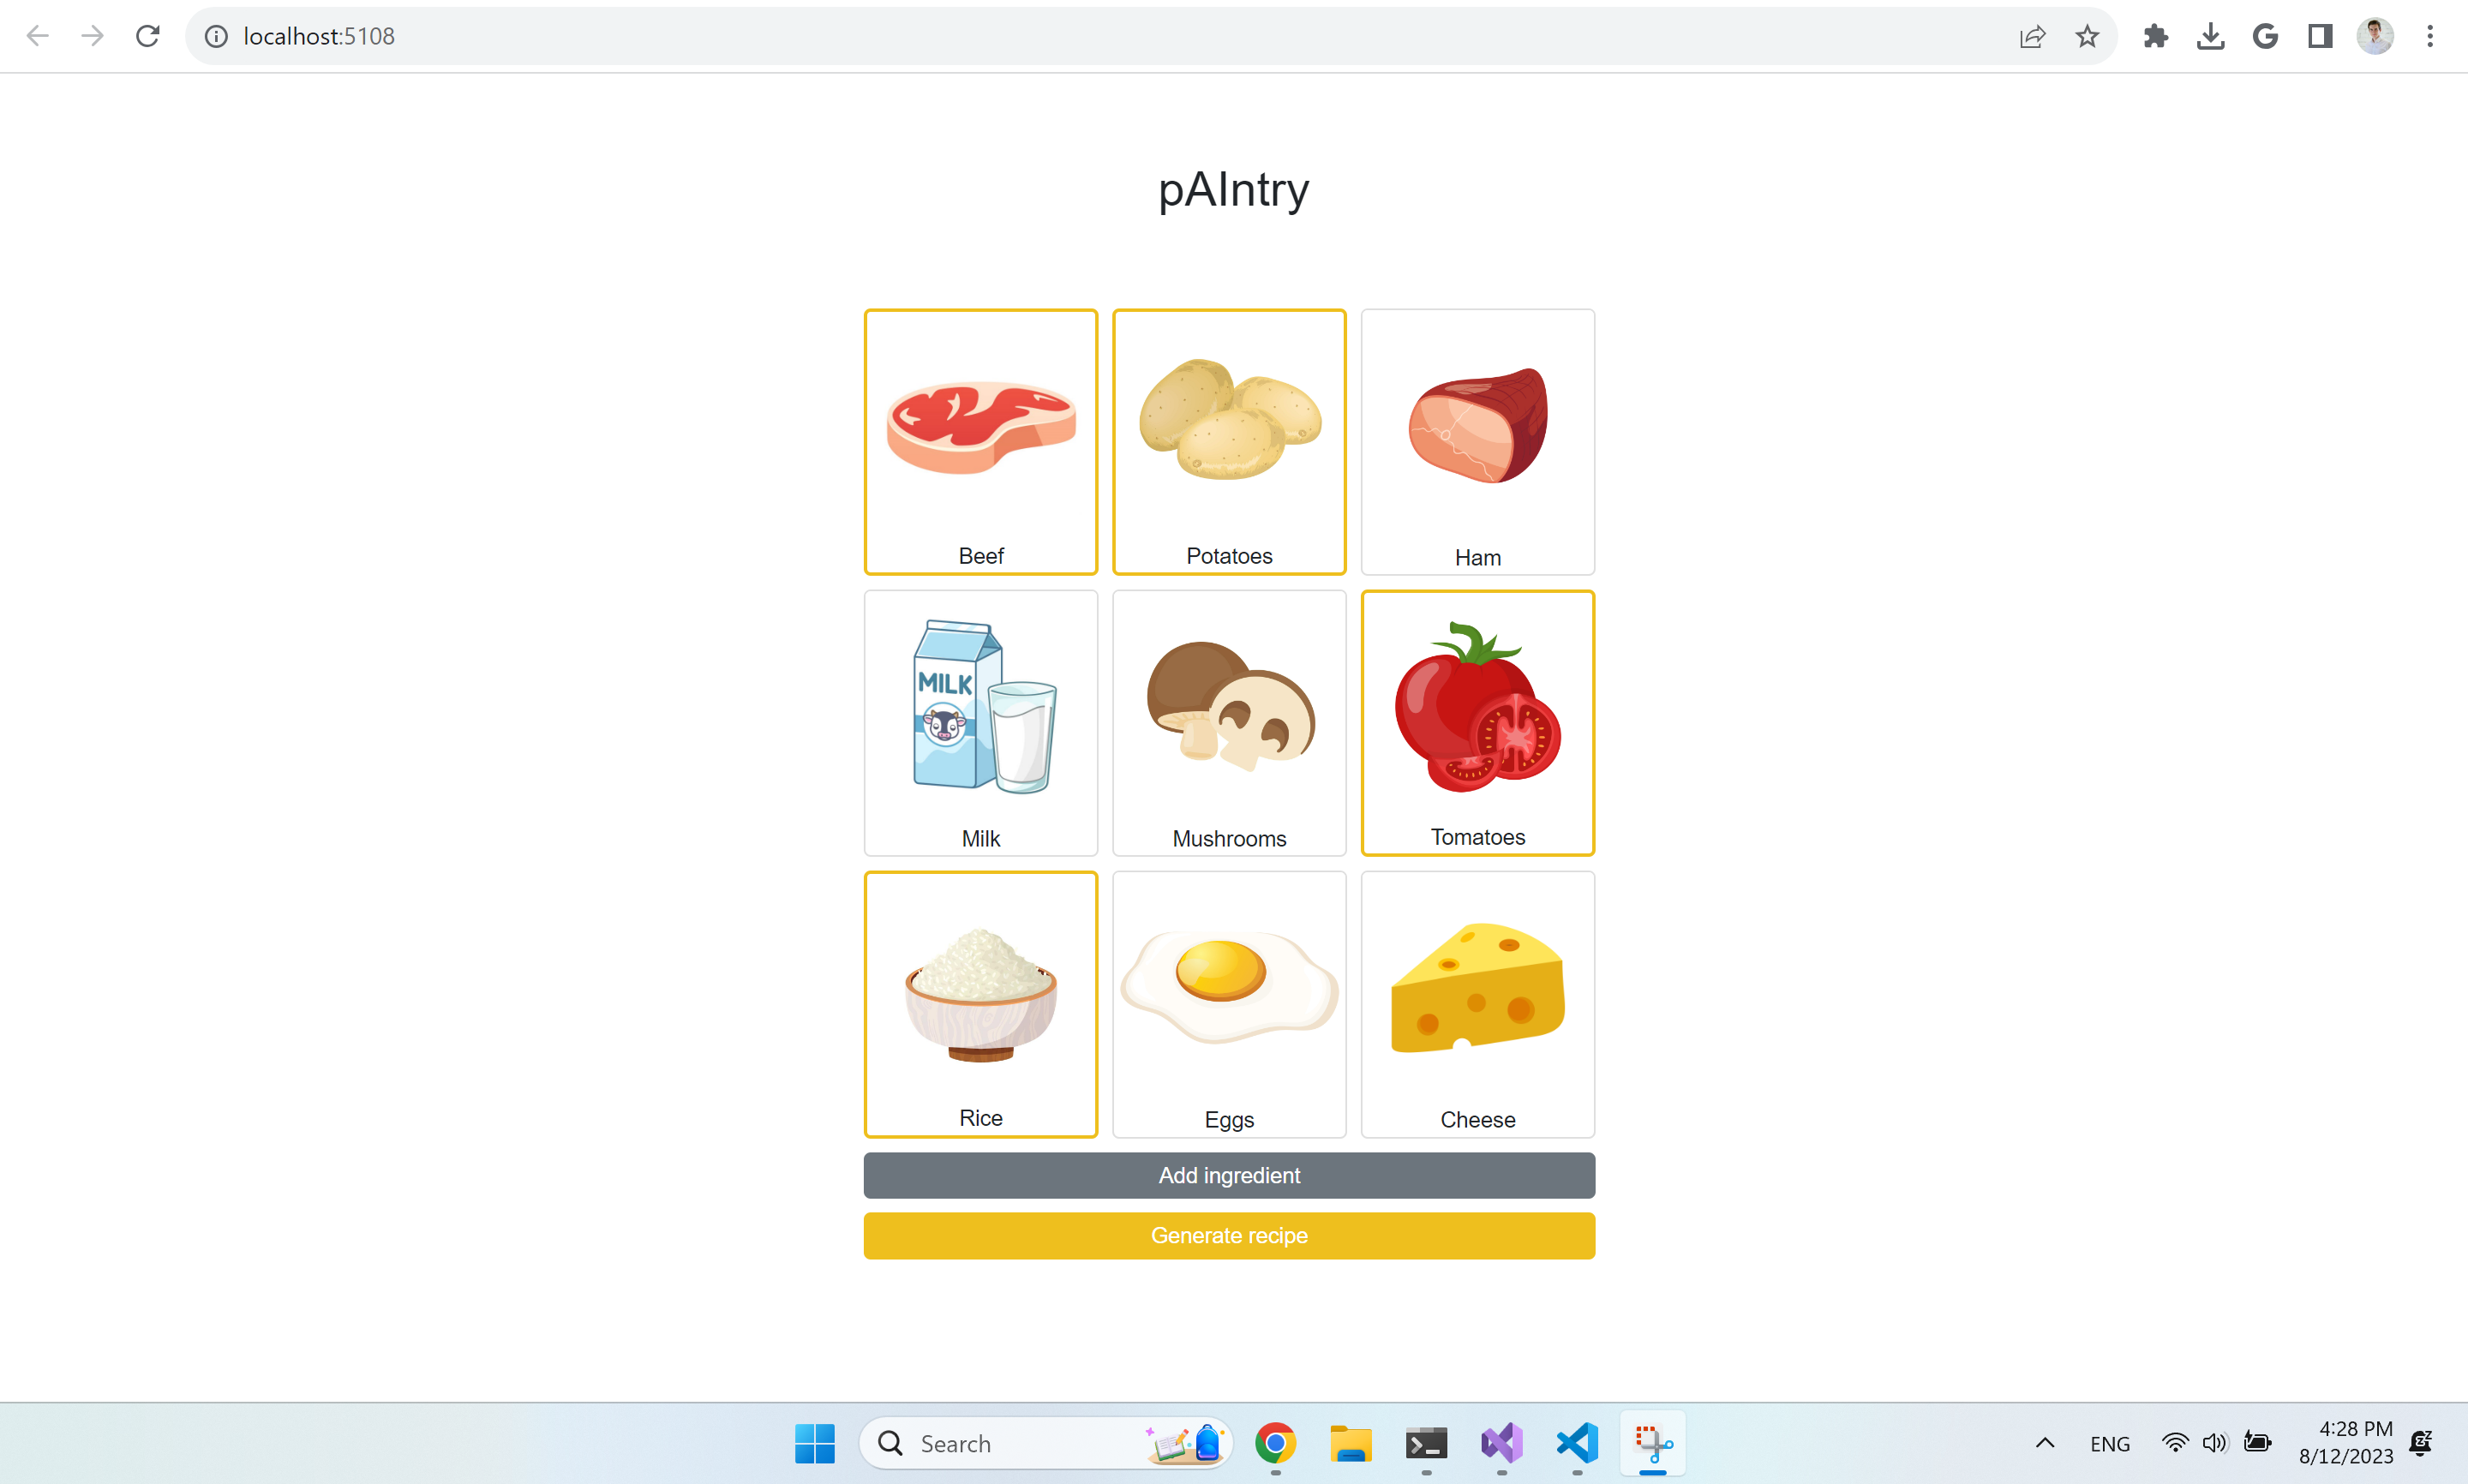 localhost:5108
pAIntry
Beef
Potatoes
Ham
MILK
Milk
Mushrooms
Tomatoes
Rice
Eggs
Cheese
Add ingredient
Generate recipe
Search
ENG
4:28 PM
8/12/2023